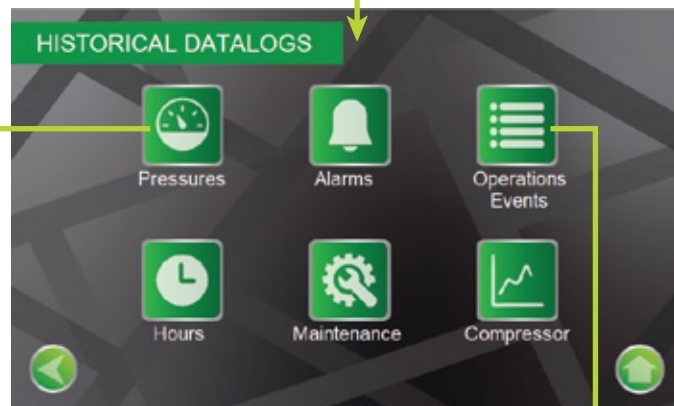 HISTORICAL DATALOGS
Pressures
Alarms
Operations
Events
Hours
Maintenance
Compressor